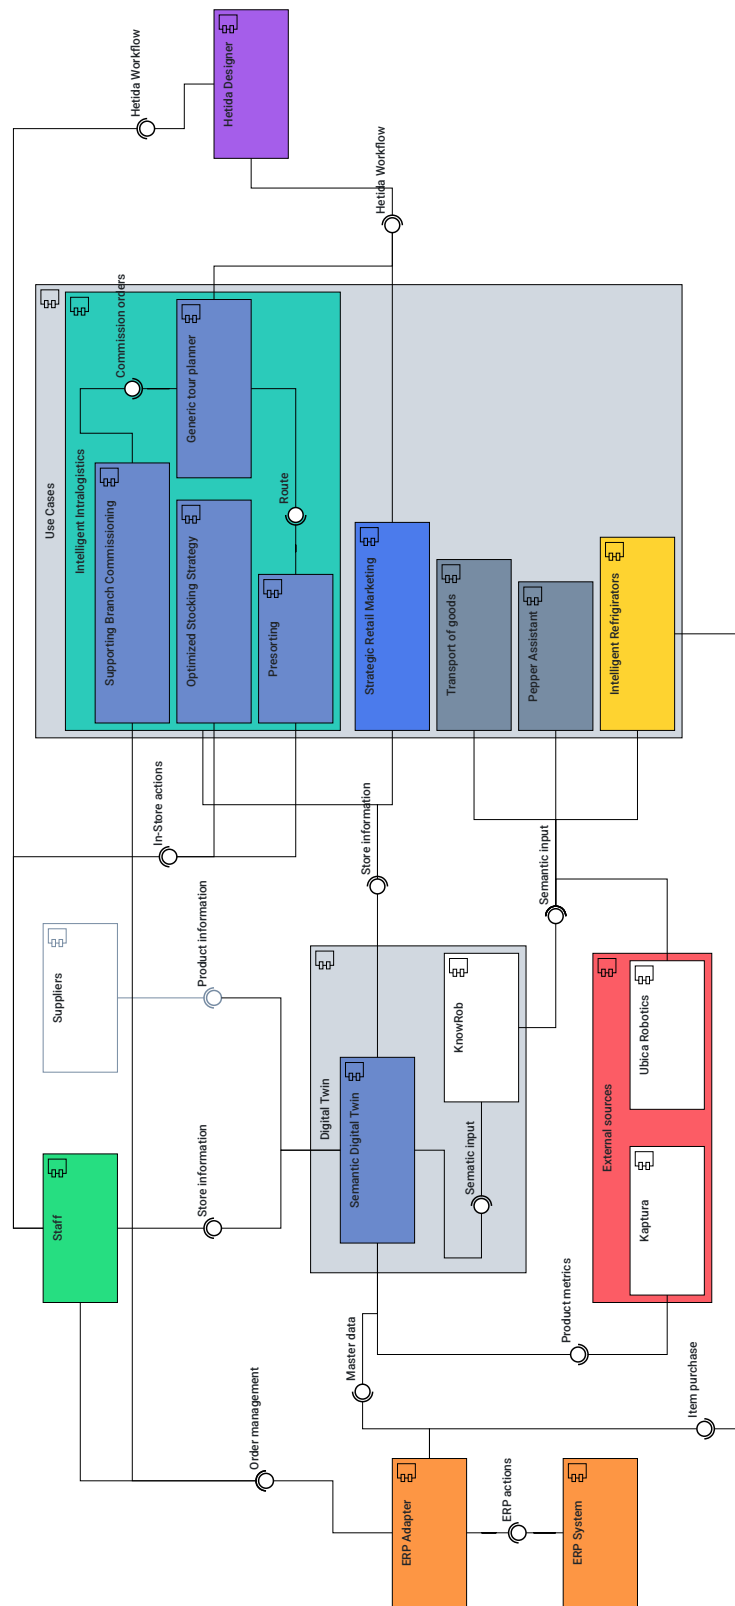 Hetida Designer
Hetida Workflow
Hetida Workflow
Use Cases
Intelligent Intralogistics
Commission orders
Generic tour planner
Supporting Branch Commissioning
Optimized Stocking Strategy
Route
Presorting
Strategic Retail Marketing
Transport of goods
Pepper Assistant
Intelligent Refrigirators
In-Store actions
Store information
Semantic input
Suppliers
Product information
Digital Twin
KnowRob
Semantic Digital Twin
Sematic input
External sources
Ubica Robotics
Kaptura
Staff
Store information
Product metrics
Master data
Order management
Item purchase
ERP Adapter
ERP actions
ERP System